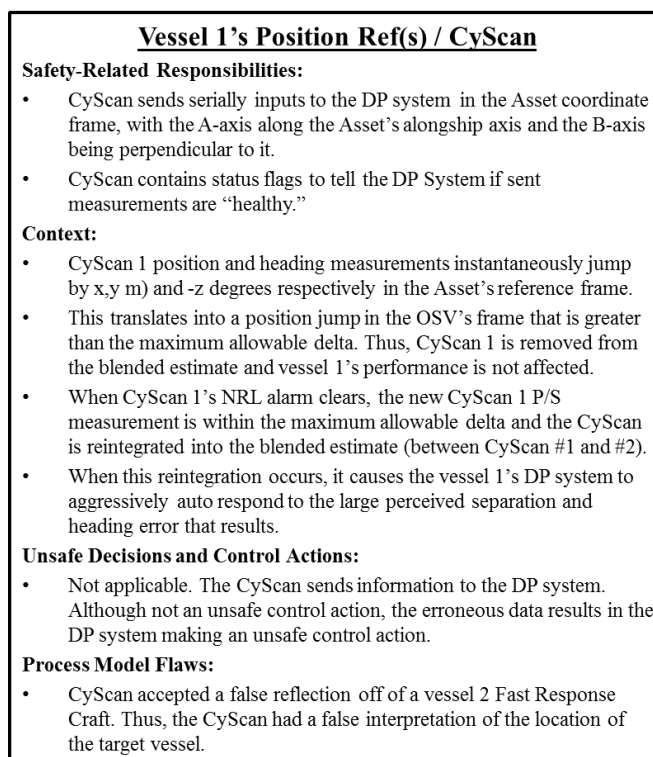 Vessel 1's Position Ref(s) / CyScan
Safety-Related Responsibilities:
• CyScan sends serially inputs to the DP system in the Asset coordinate
frame, with the A-axis along the Asset's alongship axis and the B-axis
being perpendicular to it.
• CyScan contains status flags to tell the DP System if sent
measurements are “healthy.”
Context:
• CyScan 1 position and heading measurements instantaneously jump
by x,y m) and -z degrees respectively in the Asset's reference frame.
• This translates into a position jump in the OSV's frame that is greater
than the maximum allowable delta. Thus, CyScan 1 is removed from
the blended estimate and vessel 1's performance is not affected.
• When CyScan 1's NRL alarm clears, the new CyScan 1 P/S
measurement is within the maximum allowable delta and the CyScan
is reintegrated into the blended estimate (between CyScan #1 and #2).
• When this reintegration occurs, it causes the vessel 1's DP system to
aggressively auto respond to the large perceived separation and
heading error that results.
Unsafe Decisions and Control Actions:
• Not applicable. The CyScan sends information to the DP system.
Although not an unsafe control action, the erroneous data results in the
DP system making an unsafe control action.
Process Model Flaws:
• CyScan accepted a false reflection off of a vessel 2 Fast Response
Craft. Thus, the CyScan had a false interpretation of the location of
the target vessel.